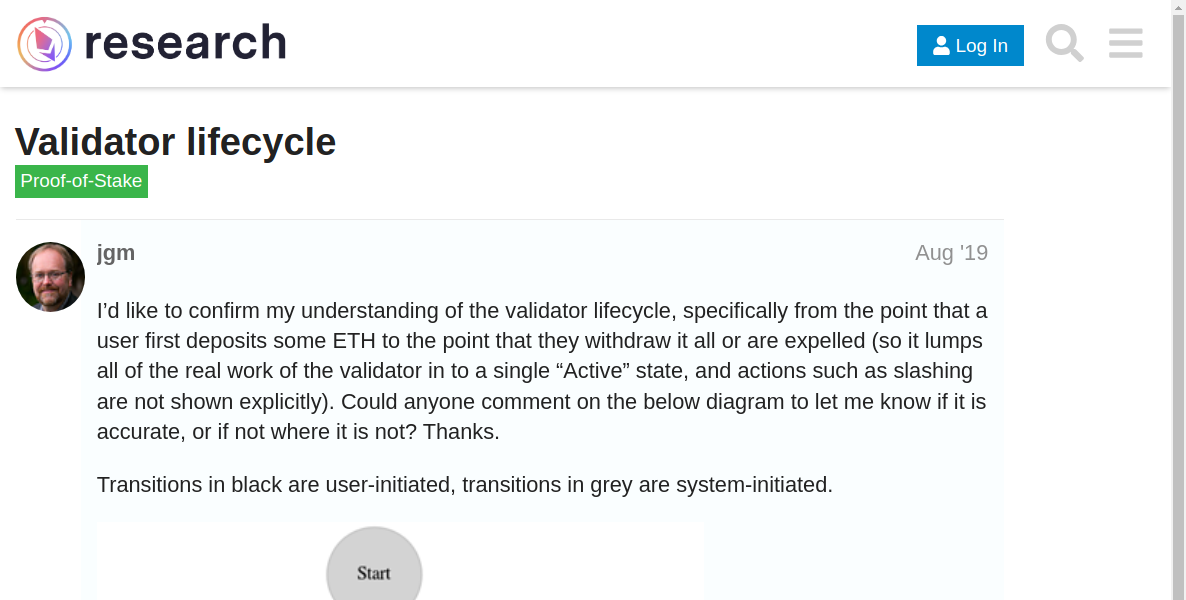 research
Log In
Validator lifecycle
Proof-of-Stake
jgm
Aug '19
I’d like to confirm my understanding of the validator lifecycle, specifically from the point that a
user first deposits some ETH to the point that they withdraw it all or are expelled (so it lumps
all of the real work of the validator in to a single “Active” state, and actions such as slashing
are not shown explicitly). Could anyone comment on the below diagram to let me know if it is
accurate, or if not where it is not? Thanks.
Transitions in black are user-initiated, transitions in grey are system-initiated.
Start